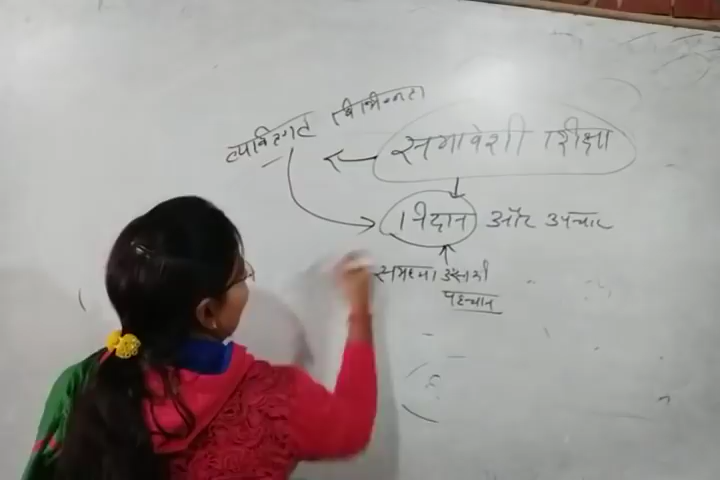 व्यक्तिगत विभिन्नता
समावेशी शिक्षा
निदान और उपचार
समस्या उसकी
पहचान